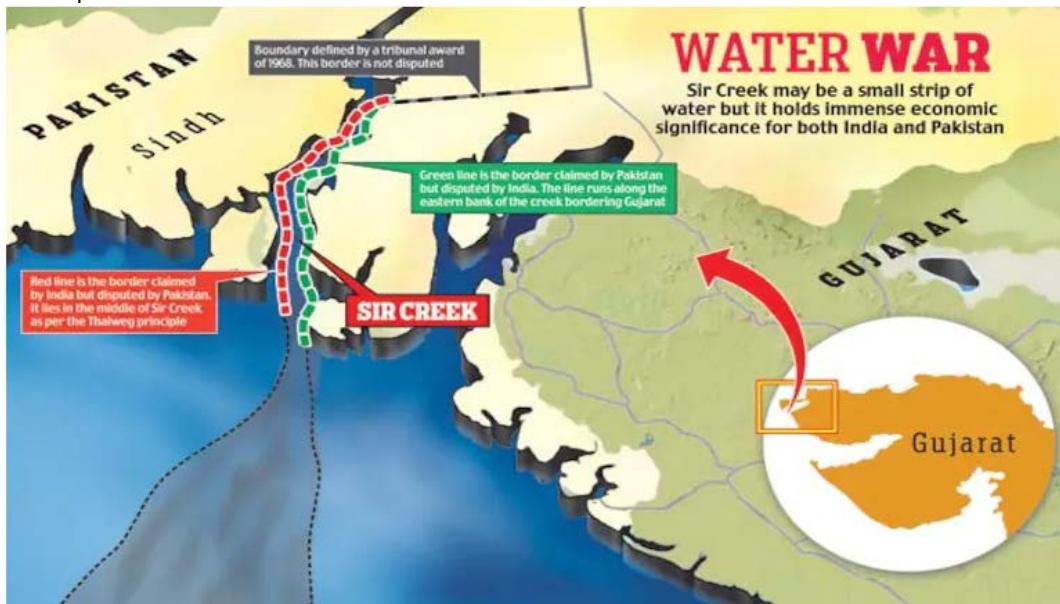 WATER WAR
Sir Creek may be a small strip of
water but it holds immense economic
significance for both India and Pakistan
Boundary defined by a tribunal award
of 1968. This border is not disputed
PAKISTAN
Sindh
Green line is the border claimed by Pakistan
but disputed by India. The line runs along the
eastern bank of the creek bordering Gujarat
GUJARAT
Red line is the border claimed
by India but disputed by Pakistan.
It lies in the middle of Sir Creek
as per the Thalweg principle
SIR CREEK
Gujarat